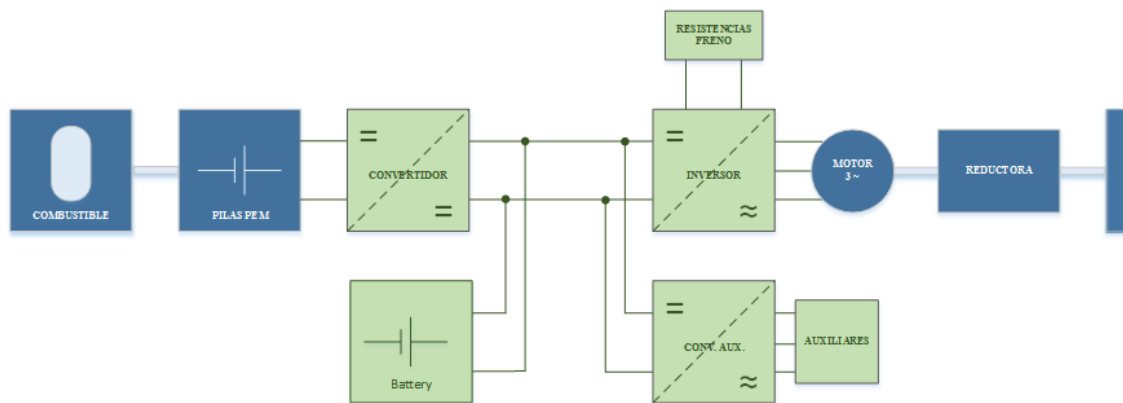 RESISTENCIAS
FRENO
COMBUSTIBLE
PILAS PEM
=
CONVERTIDOR
=
=
INVERSOR
≈
MOTOR
3 ~
REDUCTORA
Battery
=
CONV. AUX.
≈
AUXILIARES